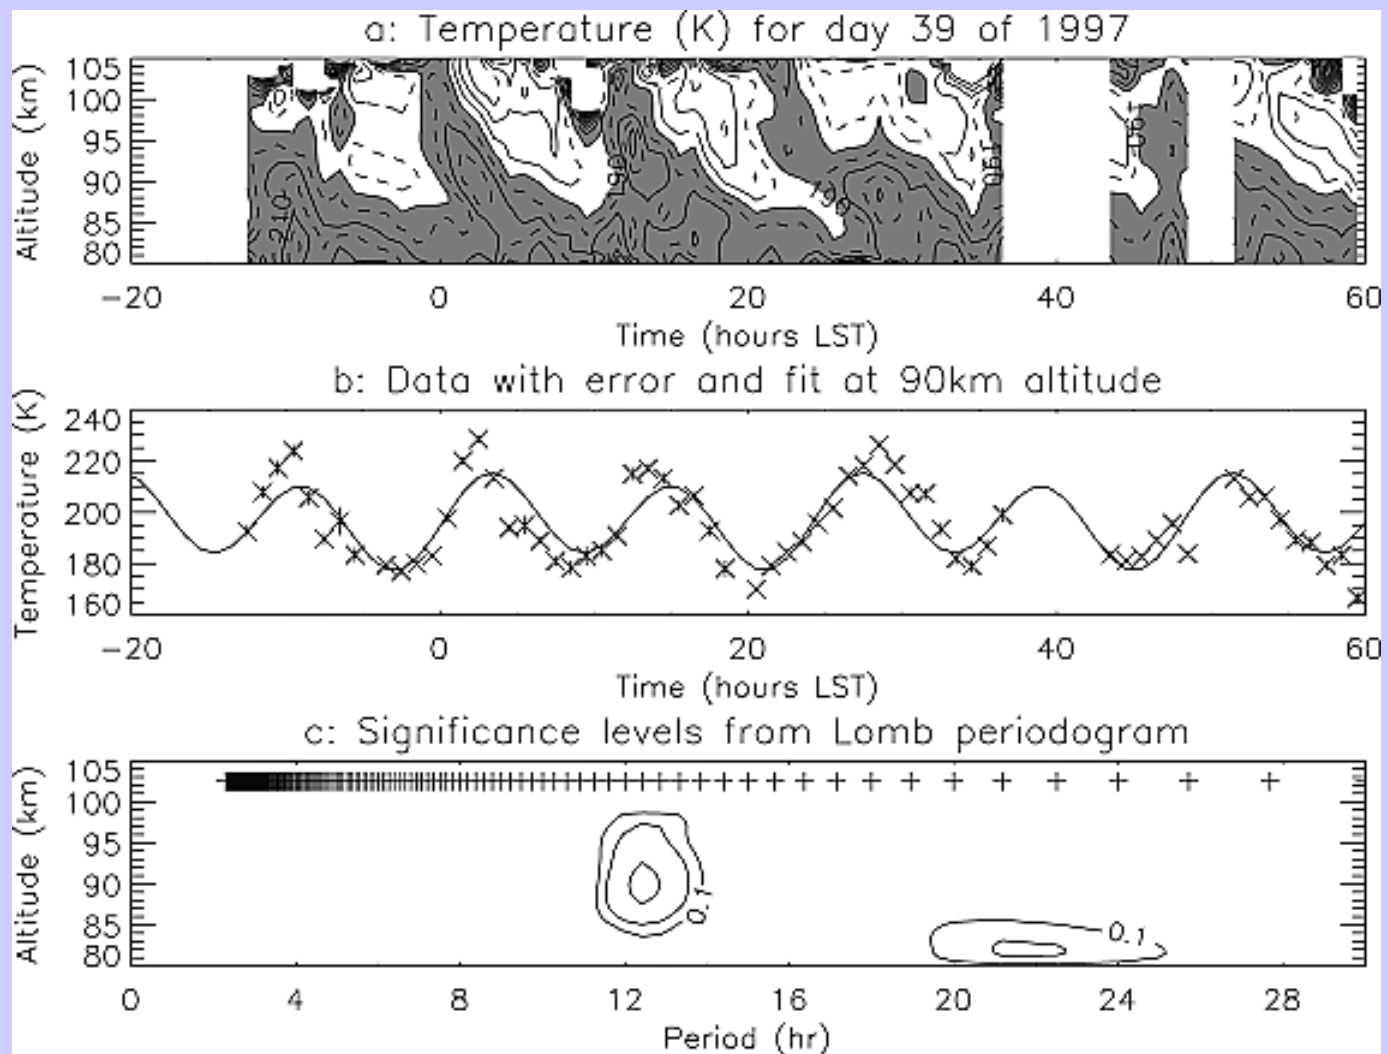 a: Temperature (K) for day 39 of 1997
Altitude (km)
105
100
95
90
85
80
210
190
190
-20 0 20 40 60
Time (hours LST)
b: Data with error and fit at 90km altitude
Temperature (K)
240
220
200
180
160
-20 0 20 40 60
Time (hours LST)
c: Significance levels from Lomb periodogram
Altitude (km)
105
100
95
90
85
80
0.1
0.1
0 4 8 12 16 20 24 28
Period (hr)